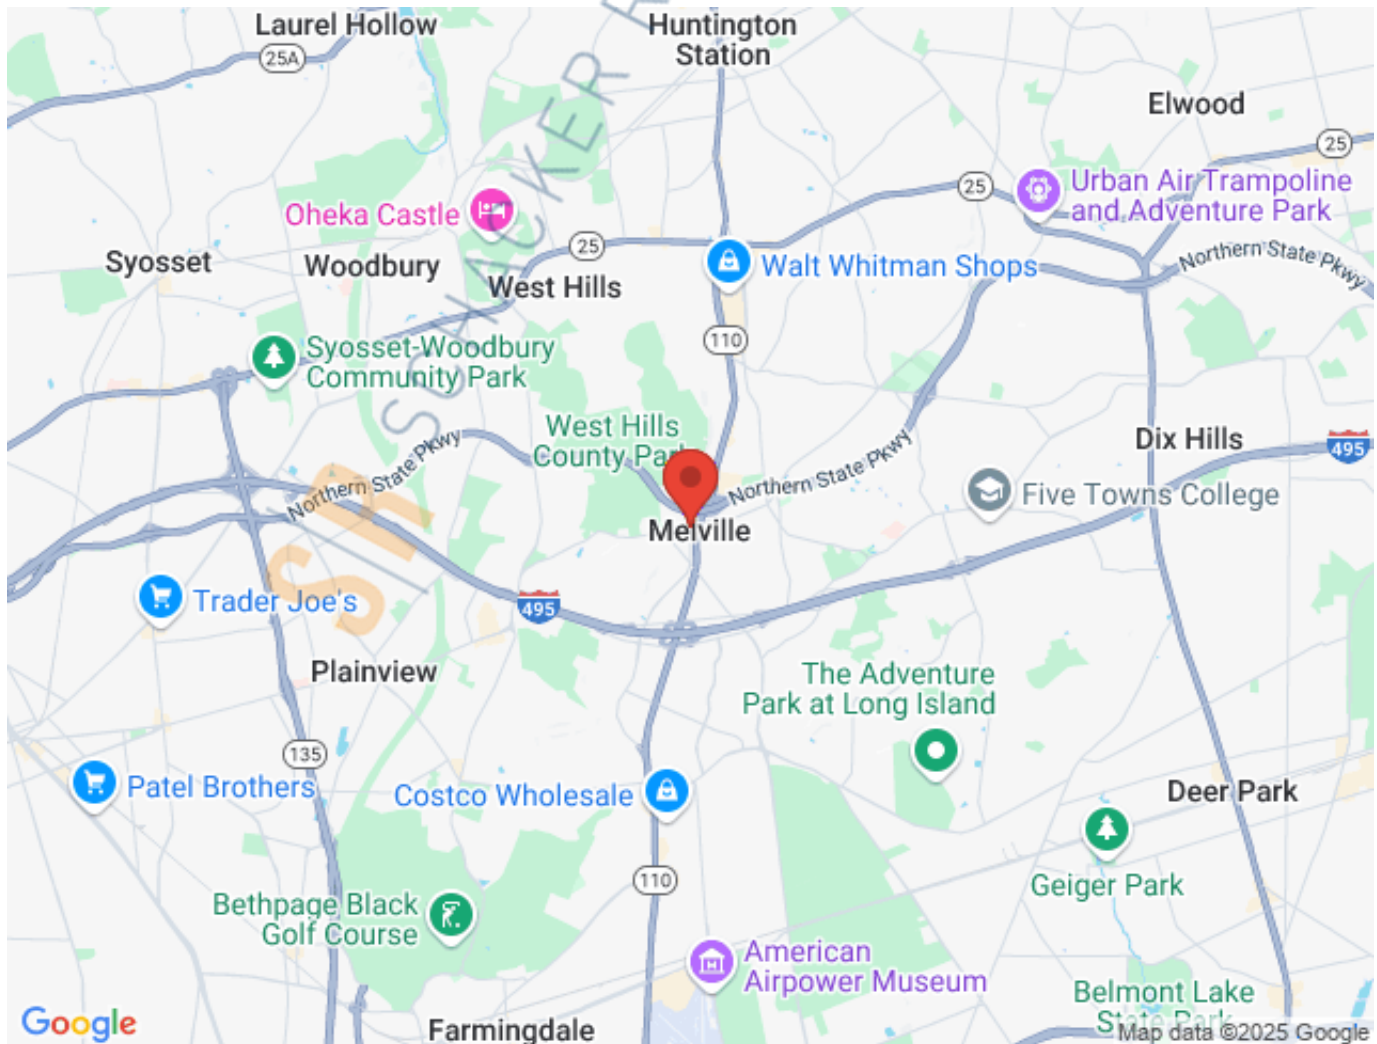 Laurel Hollow
Huntington
Station
25A
Elwood
25
25
Urban Air Trampoline
and Adventure Park
Oheka Castle
25
Northern State Pkwy
Syosset
Woodbury
West Hills
Walt Whitman Shops
110
Syosset-Woodbury
Community Park
West Hills
County Park
Northern State Pkwy
Northern State Pkwy
Dix Hills
495
Five Towns College
Melville
Trader Joe's
495
Plainview
The Adventure
Park at Long Island
135
Patel Brothers
Costco Wholesale
Deer Park
110
Geiger Park
Bethpage Black
Golf Course
American
Airpower Museum
Belmont Lake
State Park
Google
Farmingdale
Map data ©2025 Google
SCHACKER R